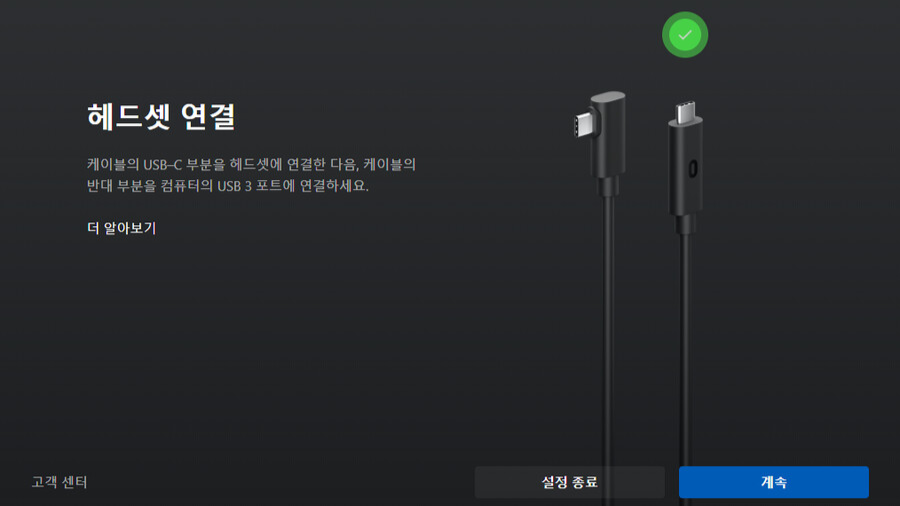 헤드셋 연결
케이블의 USB-C 부분을 헤드셋에 연결한 다음, 케이블의
반대 부분을 컴퓨터의 USB 3 포트에 연결하세요.
더 알아보기
고객 센터
설정 종료
계속